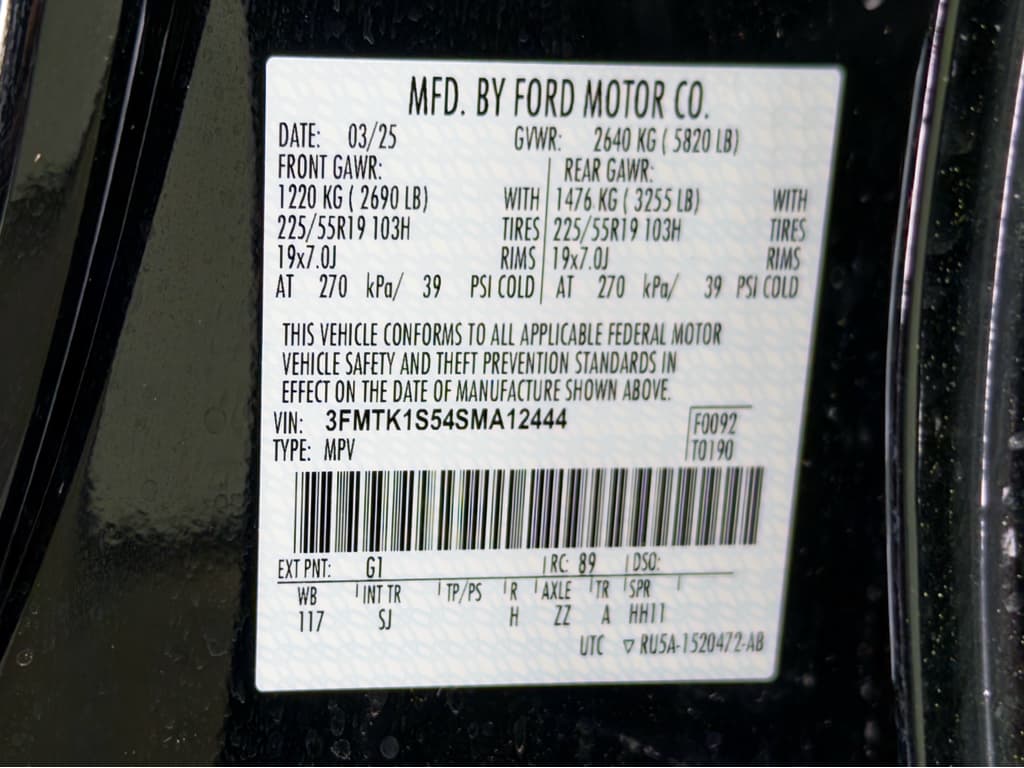 MFD. BY FORD MOTOR CO.
DATE: 03/25 GVWR: 2640 KG ( 5820 LB)
FRONT GAWR: REAR GAWR:
1220 KG ( 2690 LB) WITH 1476 KG ( 3255 LB) WITH
225/55R19 103H TIRES 225/55R19 103H TIRES
19x7.0J RIMS 19x7.0J RIMS
AT 270 kPa/ 39 PSI COLD AT 270 kPa/ 39 PSI COLD
THIS VEHICLE CONFORMS TO ALL APPLICABLE FEDERAL MOTOR
VEHICLE SAFETY AND THEFT PREVENTION STANDARDS IN
EFFECT ON THE DATE OF MANUFACTURE SHOWN ABOVE.
VIN: 3FMTK1S54SMA12444 F0092
TYPE: MPV T0190
EXT PNT: G1 RC: 89 DSO:
WB INT TR TP/PS R AXLE TR SPR
117 SJ H ZZ A HH11
UTC ▽ RU5A-1520472-AB